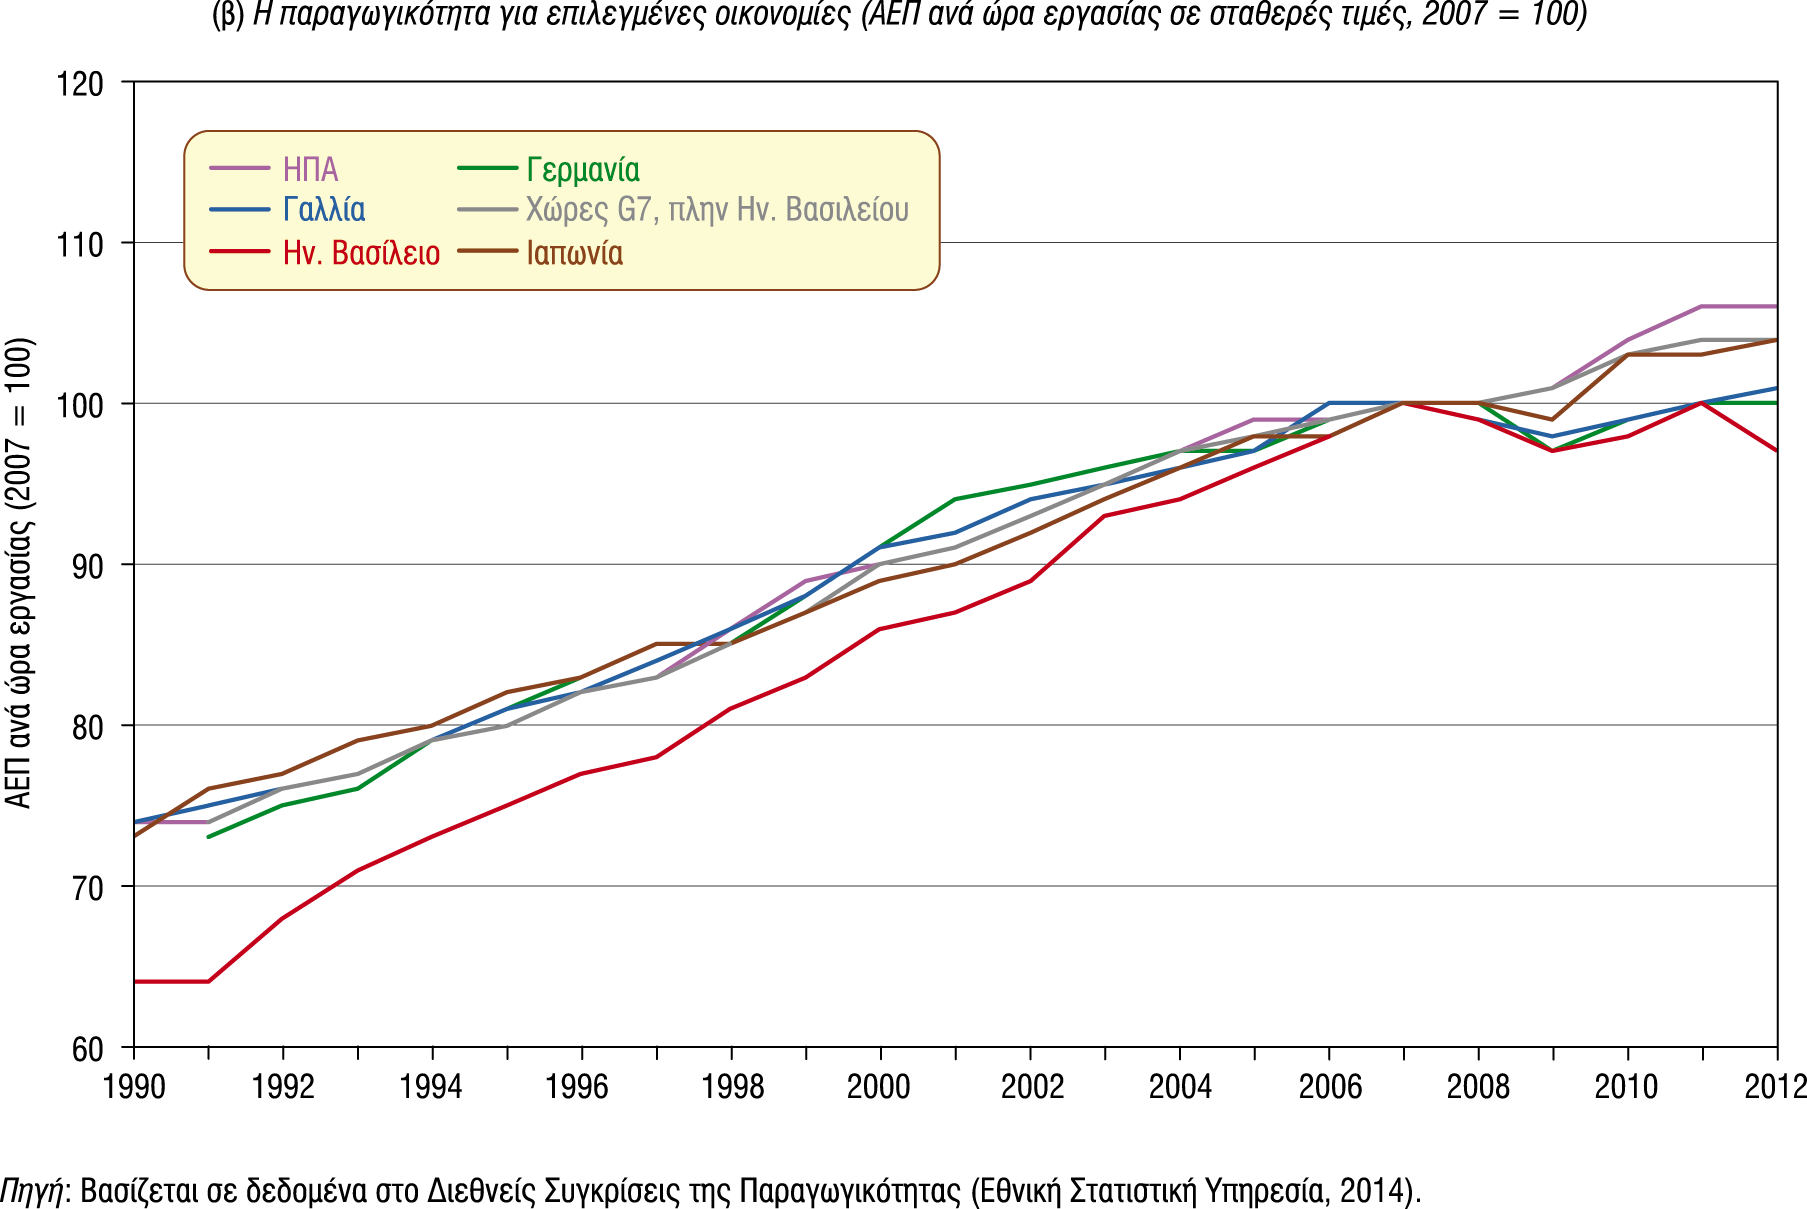 (β) Η παραγωγικότητα για επιλεγμένες οικονομίες (ΑΕΠ ανά ώρα εργασίας σε σταθερές τιμές, 2007 = 100)
ΑΕΠ ανά ώρα εργασίας (2007 = 100)
120
110
100
90
80
70
60
ΗΠΑ
Γερμανία
Γαλλία
Χώρες G7, πλην Ην. Βασιλείου
Ην. Βασίλειο
Ιαπωνία
1990 1992 1994 1996 1998 2000 2002 2004 2006 2008 2010 2012
Πηγή: Βασίζεται σε δεδομένα στο Διεθνείς Συγκρίσεις της Παραγωγικότητας (Εθνική Στατιστική Υπηρεσία, 2014).